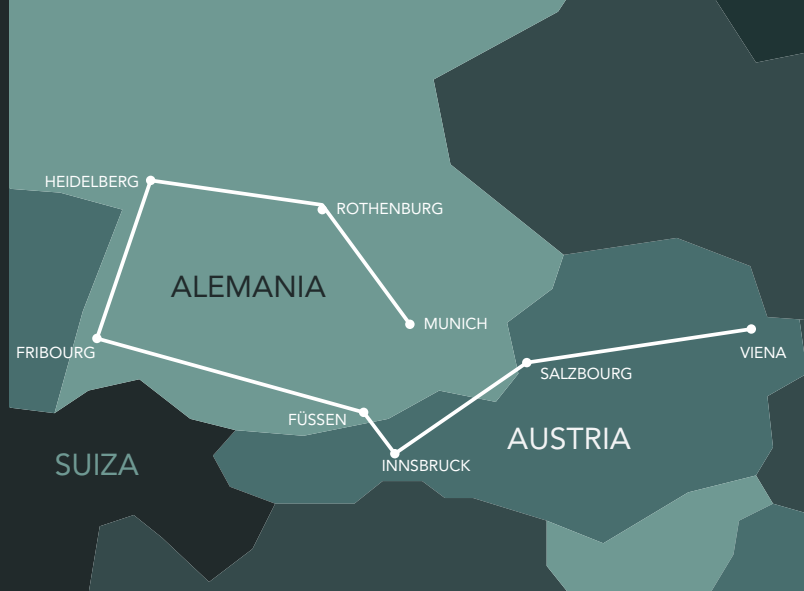 HEIDELBERG
ROTHENBURG
ALEMANIA
MUNICH
FRIBOURG
VIENA
SALZBOURG
FÜSSEN
AUSTRIA
SUIZA
INNSBRUCK